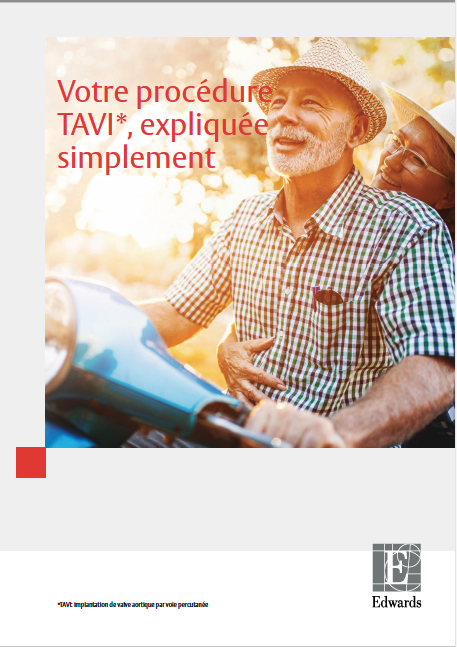 Votre procédure
TAVI*, expliquée
simplement
E
Edwards
*TAVI: Implantation de valve aortique par voie percutanée